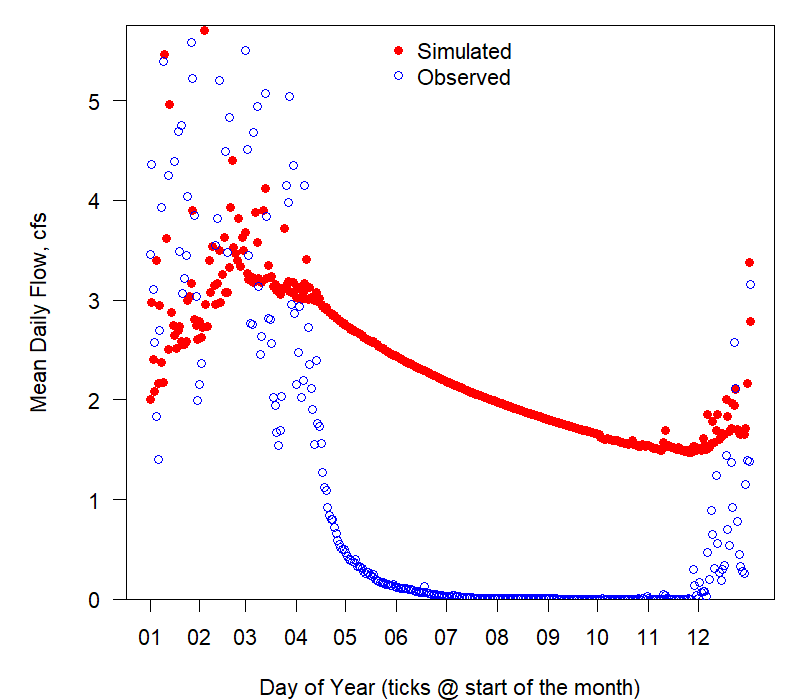 Simulated
Observed
5
4
3
2
1
0
Mean Daily Flow, cfs
01 02 03 04 05 06 07 08 09 10 11 12
Day of Year (ticks @ start of the month)